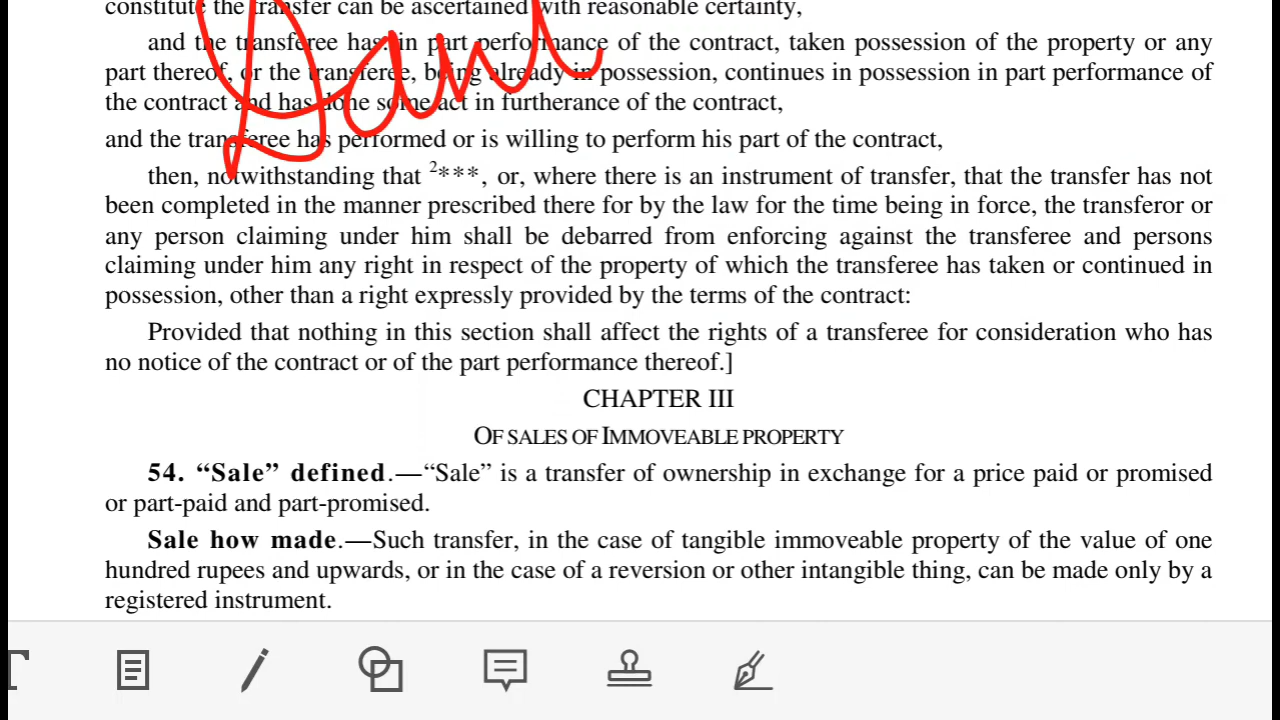 constitute the transfer can be ascertained with reasonable certainty,
and the transferee has, in part performance of the contract, taken possession of the property or any
part thereof, or the transferee, being already in possession, continues in possession in part performance of
the contract and has done some act in furtherance of the contract,
and the transferee has performed or is willing to perform his part of the contract,
then, notwithstanding that 2***, or, where there is an instrument of transfer, that the transfer has not
been completed in the manner prescribed there for by the law for the time being in force, the transferor or
any person claiming under him shall be debarred from enforcing against the transferee and persons
claiming under him any right in respect of the property of which the transferee has taken or continued in
possession, other than a right expressly provided by the terms of the contract:
Provided that nothing in this section shall affect the rights of a transferee for consideration who has
no notice of the contract or of the part performance thereof.]
CHAPTER III
OF SALES OF IMMOVEABLE PROPERTY
54. “Sale” defined.—“Sale” is a transfer of ownership in exchange for a price paid or promised
or part-paid and part-promised.
Sale how made.—Such transfer, in the case of tangible immoveable property of the value of one
hundred rupees and upwards, or in the case of a reversion or other intangible thing, can be made only by a
registered instrument.
T